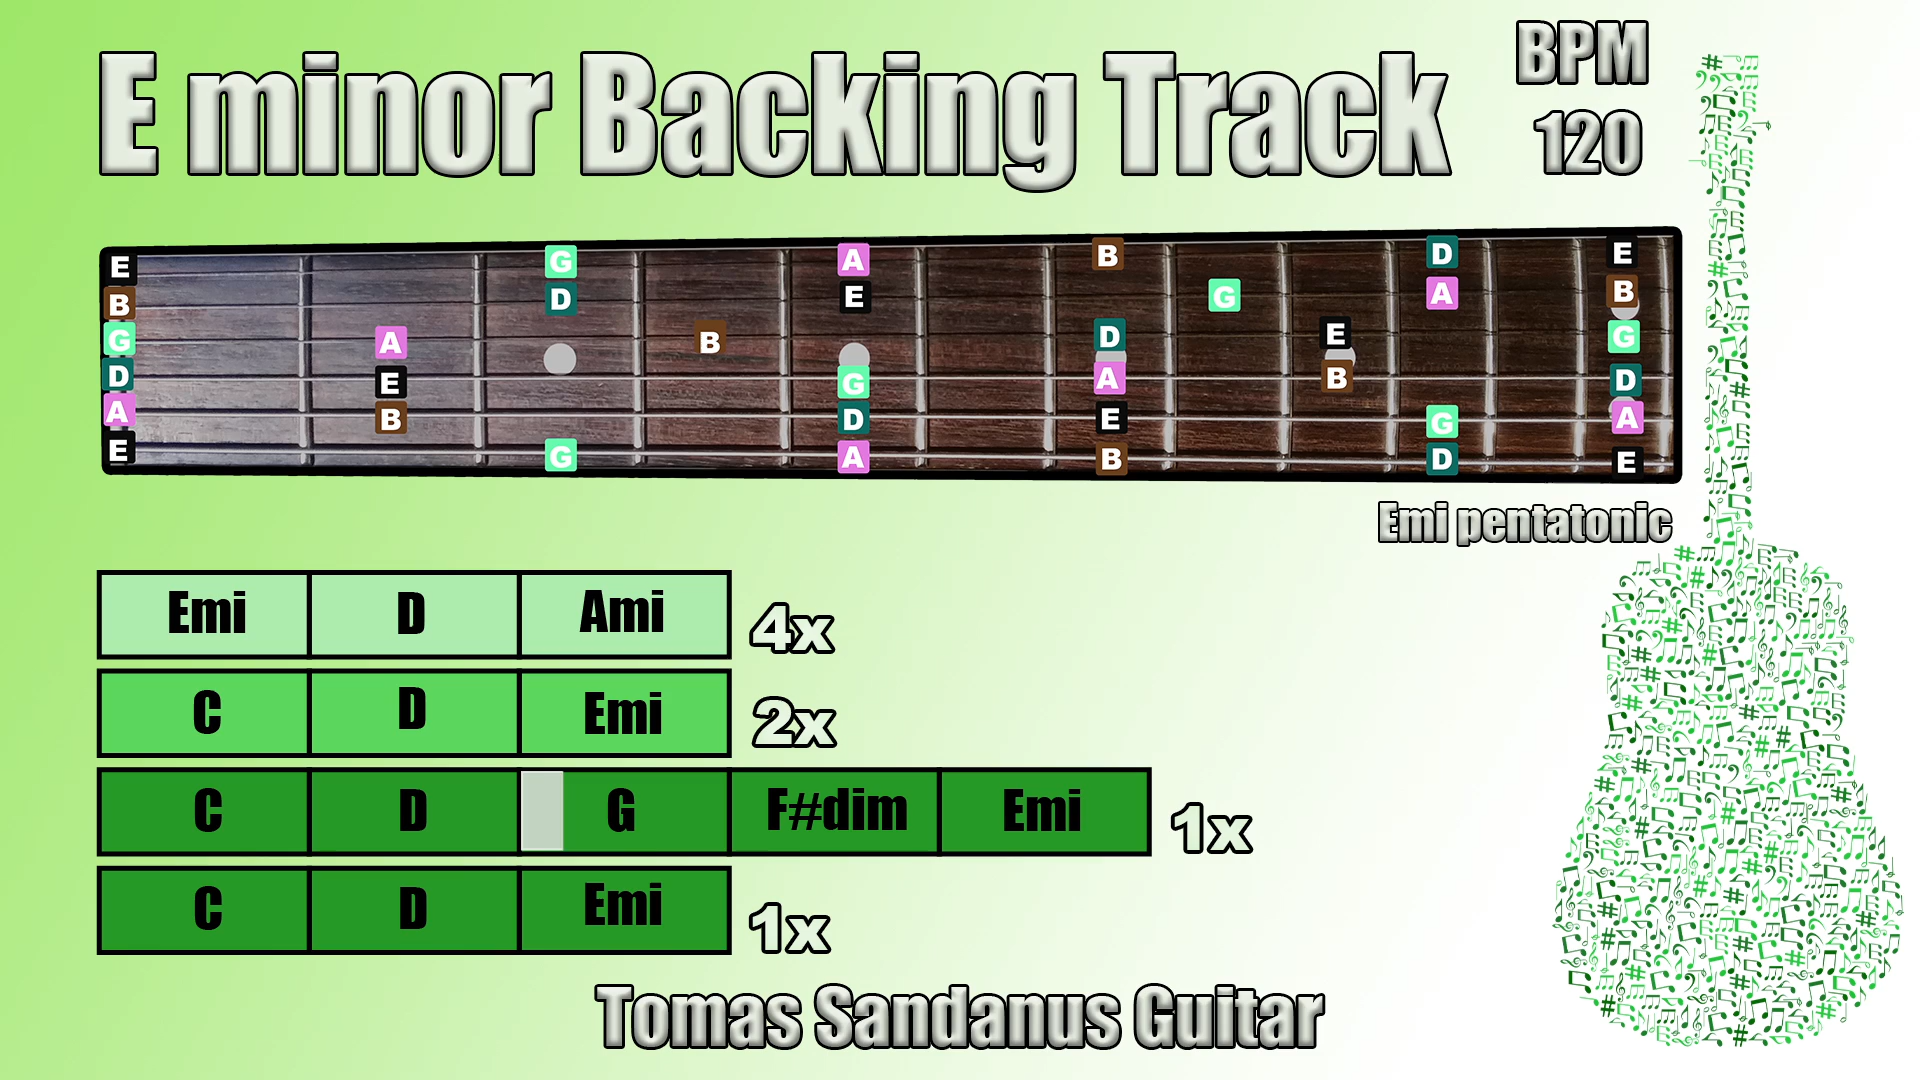 E minor Backing Track
BPM
120
E G A B D E
B D E G A B
G A B D E G
D E G A B D
A B D E G A
E G A B D E
Emi pentatonic
Emi D Ami 4x
C D Emi 2x
C D G F#dim Emi 1x
C D Emi 1x
Tomas Sandanus Guitar